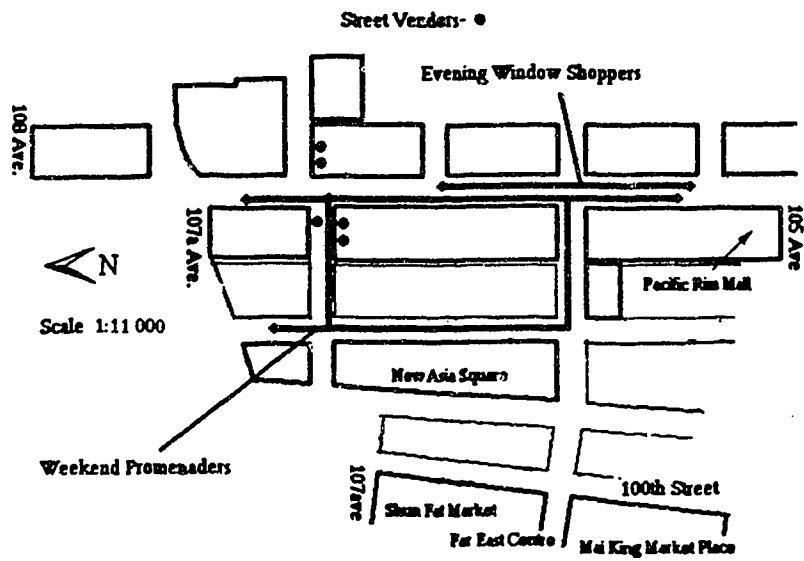 Street Venders- ●
Evening Window Shoppers
108 Ave.
107a Ave.
105 Ave
N
Pacific Rim Mall
Scale 1:11 000
New Asia Square
Weekend Promenaders
107ave
100th Street
Shun Fat Market
Far East Centre
Mai King Market Place